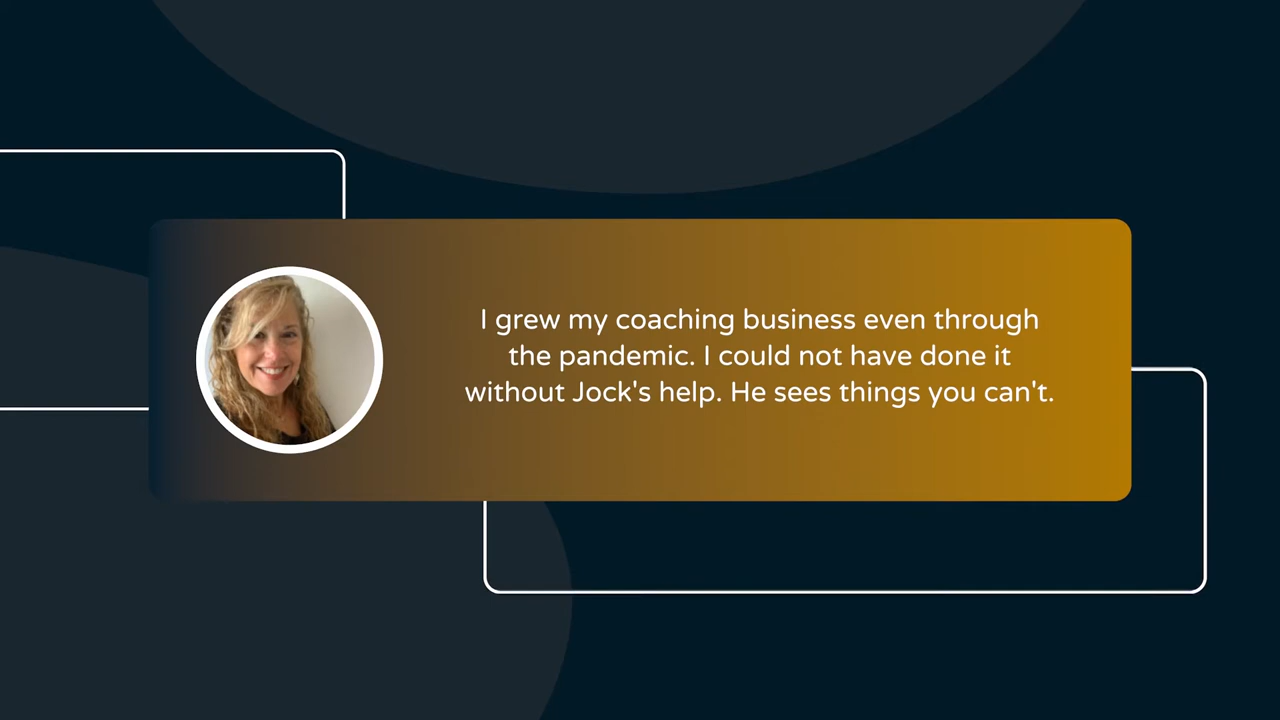 I grew my coaching business even through
the pandemic. I could not have done it
without Jock's help. He sees things you can't.